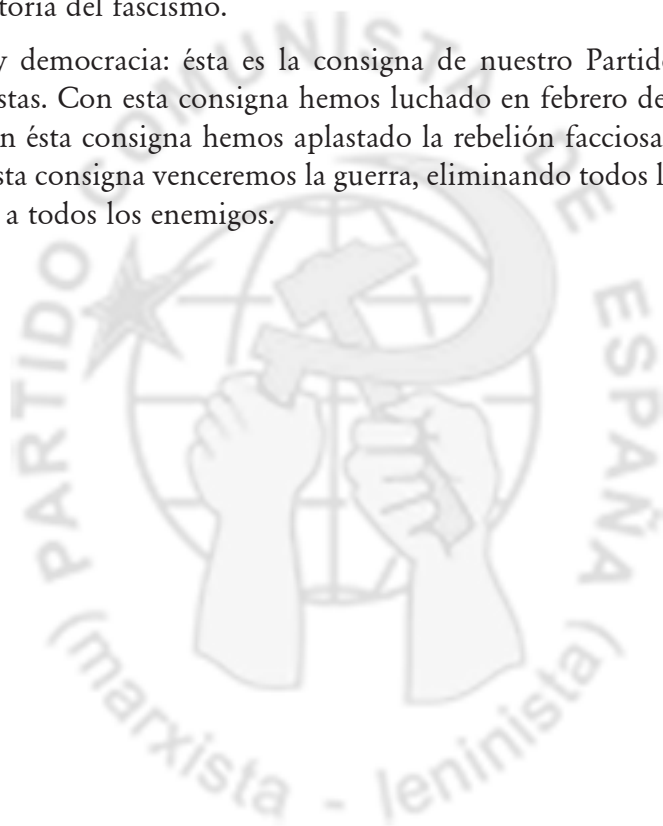 toria del fascismo.
y democracia: ésta es la consigna de nuestro Partido
stas. Con esta consigna hemos luchado en febrero de
n ésta consigna hemos aplastado la rebelión facciosa
sta consigna venceremos la guerra, eliminando todos l
a todos los enemigos.
PARTIDO COMUNISTA DE ESPAÑA
(marxista - leninista)